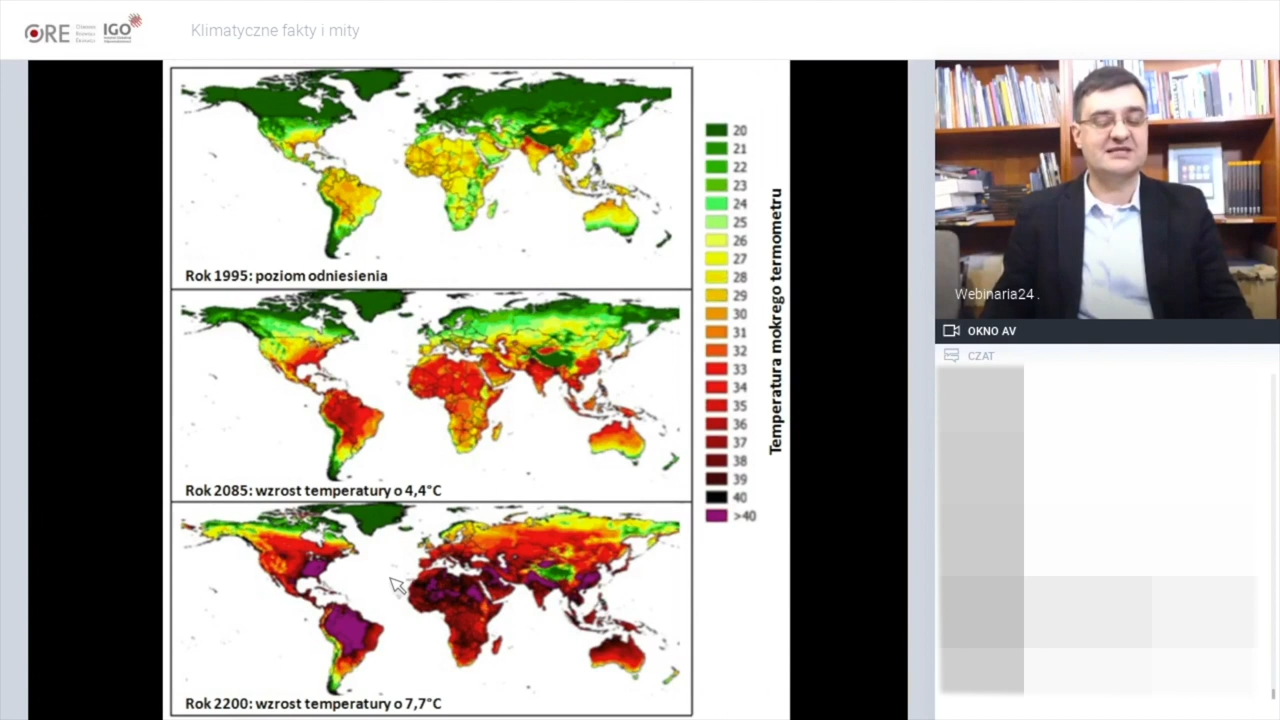 ORE
IGO
Klimatyczne fakty i mity
Rok 1995: poziom odniesienia
Rok 2085: wzrost temperatury o 4,4°C
Rok 2200: wzrost temperatury o 7,7°C
20
21
22
23
24
25
26
27
28
29
30
31
32
33
34
35
36
37
38
39
40
>40
Temperatura mokrego termometru
Webinaria24 .
OKNO AV
CZAT